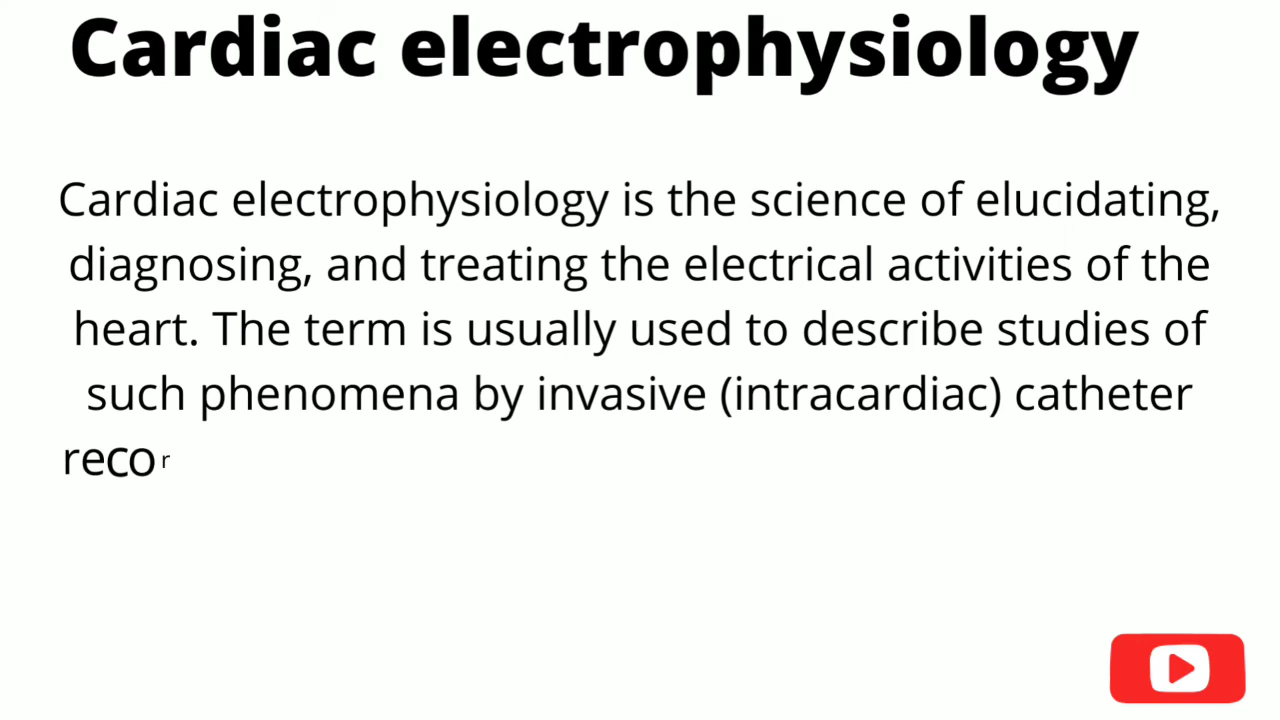 Cardiac electrophysiology
Cardiac electrophysiology is the science of elucidating,
diagnosing, and treating the electrical activities of the
heart. The term is usually used to describe studies of
such phenomena by invasive (intracardiac) catheter
recor